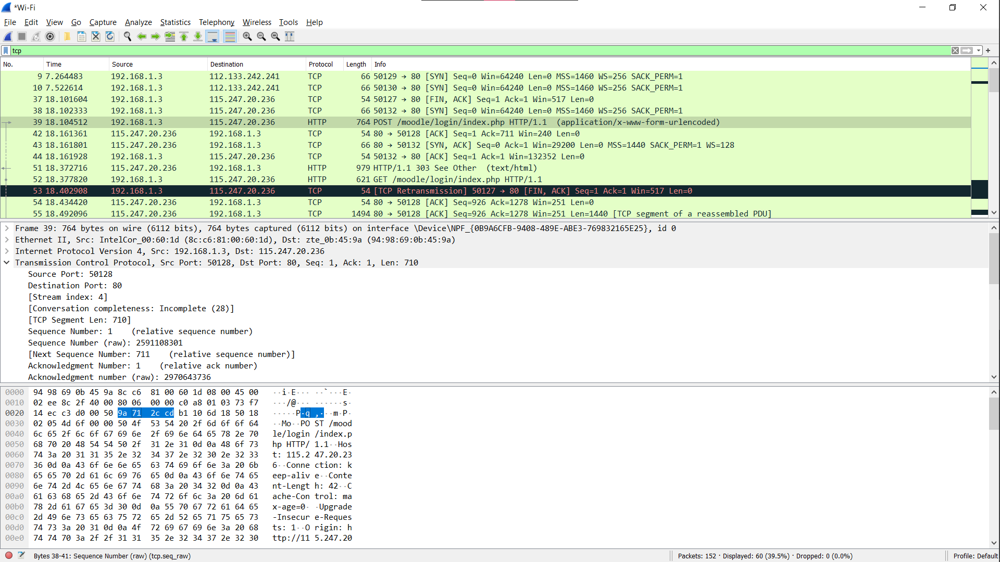 *Wi-Fi
File Edit View Go Capture Analyze Statistics Telephony Wireless Tools Help
tcp
No. Time Source Destination Protocol Length Info
9 7.264483 192.168.1.3 112.133.242.241 TCP 66 50129 → 80 [SYN] Seq=0 Win=64240 Len=0 MSS=1460 WS=256 SACK_PERM=1
10 7.522614 192.168.1.3 112.133.242.241 TCP 66 50130 → 80 [SYN] Seq=0 Win=64240 Len=0 MSS=1460 WS=256 SACK_PERM=1
37 18.101604 192.168.1.3 115.247.20.236 TCP 54 50127 → 80 [FIN, ACK] Seq=1 Ack=1 Win=517 Len=0
38 18.102333 192.168.1.3 115.247.20.236 TCP 66 50132 → 80 [SYN] Seq=0 Win=64240 Len=0 MSS=1460 WS=256 SACK_PERM=1
39 18.104512 192.168.1.3 115.247.20.236 HTTP 764 POST /moodle/login/index.php HTTP/1.1 (application/x-www-form-urlencoded)
42 18.161361 115.247.20.236 192.168.1.3 TCP 54 80 → 50128 [ACK] Seq=1 Ack=711 Win=240 Len=0
43 18.161801 115.247.20.236 192.168.1.3 TCP 66 80 → 50132 [SYN, ACK] Seq=0 Ack=1 Win=29200 Len=0 MSS=1440 SACK_PERM=1 WS=128
44 18.161928 192.168.1.3 115.247.20.236 TCP 54 50132 → 80 [ACK] Seq=1 Ack=1 Win=132352 Len=0
51 18.372716 115.247.20.236 192.168.1.3 HTTP 979 HTTP/1.1 303 See Other (text/html)
52 18.377820 192.168.1.3 115.247.20.236 HTTP 621 GET /moodle/login/index.php HTTP/1.1
53 18.402908 192.168.1.3 115.247.20.236 TCP 54 [TCP Retransmission] 50127 → 80 [FIN, ACK] Seq=1 Ack=1 Win=517 Len=0
54 18.434420 115.247.20.236 192.168.1.3 TCP 54 80 → 50128 [ACK] Seq=926 Ack=1278 Win=251 Len=0
55 18.492096 115.247.20.236 192.168.1.3 TCP 1494 80 → 50128 [ACK] Seq=926 Ack=1278 Win=251 Len=1440 [TCP segment of a reassembled PDU]
Frame 39: 764 bytes on wire (6112 bits), 764 bytes captured (6112 bits) on interface \Device\NPF_{0B9A6CFB-9408-489E-ABE3-769832165E25}, id 0
Ethernet II, Src: IntelCor_00:60:1d (8c:c6:81:00:60:1d), Dst: zte_0b:45:9a (94:98:69:0b:45:9a)
Internet Protocol Version 4, Src: 192.168.1.3, Dst: 115.247.20.236
Transmission Control Protocol, Src Port: 50128, Dst Port: 80, Seq: 1, Ack: 1, Len: 710
Source Port: 50128
Destination Port: 80
[Stream index: 4]
[Conversation completeness: Incomplete (28)]
[TCP Segment Len: 710]
Sequence Number: 1 (relative sequence number)
Sequence Number (raw): 2591108301
[Next Sequence Number: 711 (relative sequence number)]
Acknowledgment Number: 1 (relative ack number)
Acknowledgment number (raw): 2970643736
0000 94 98 69 0b 45 9a 8c c6 81 00 60 1d 08 00 45 00 ··i·E··· ··`···E·
0010 02 ee 8c 2f 40 00 80 06 00 00 c0 a8 01 03 73 f7 ···/@··· ······s·
0020 14 ec c3 d0 00 50 9a 71 2c cd b1 10 6d 18 50 18 ·····P·q ,···m·P·
0030 02 05 4d 6f 00 00 50 4f 53 54 20 2f 6d 6f 6f 64 ··Mo··PO ST /mood
0040 6c 65 2f 6c 6f 67 69 6e 2f 69 6e 64 65 78 2e 70 le/login /index.p
0050 68 70 20 48 54 54 50 2f 31 2e 31 0d 0a 48 6f 73 hp HTTP/ 1.1··Hos
0060 74 3a 20 31 31 35 2e 32 34 37 2e 32 30 2e 32 33 t: 115.2 47.20.23
0070 36 0d 0a 43 6f 6e 6e 65 63 74 69 6f 6e 3a 20 6b 6··Conne ction: k
0080 65 65 70 2d 61 6c 69 76 65 0d 0a 43 6f 6e 74 65 eep-aliv e··Conte
0090 6e 74 2d 4c 65 6e 67 74 68 3a 20 34 32 0d 0a 43 nt-Lengt h: 42··C
00a0 61 63 68 65 2d 43 6f 6e 74 72 6f 6c 3a 20 6d 61 ache-Con trol: ma
00b0 78 2d 61 67 65 3d 30 0d 0a 55 70 67 72 61 64 65 x-age=0· ·Upgrade
00c0 2d 49 6e 73 65 63 75 72 65 2d 52 65 71 75 65 73 -Insecur e-Reques
00d0 74 73 3a 20 31 0d 0a 4f 72 69 67 69 6e 3a 20 68 ts: 1··O rigin: h
00e0 74 74 70 3a 2f 2f 31 31 35 2e 32 34 37 2e 32 30 ttp://11 5.247.20
Bytes 38-41: Sequence Number (raw) (tcp.seq_raw) Packets: 152 · Displayed: 60 (39.5%) · Dropped: 0 (0.0%) Profile: Default